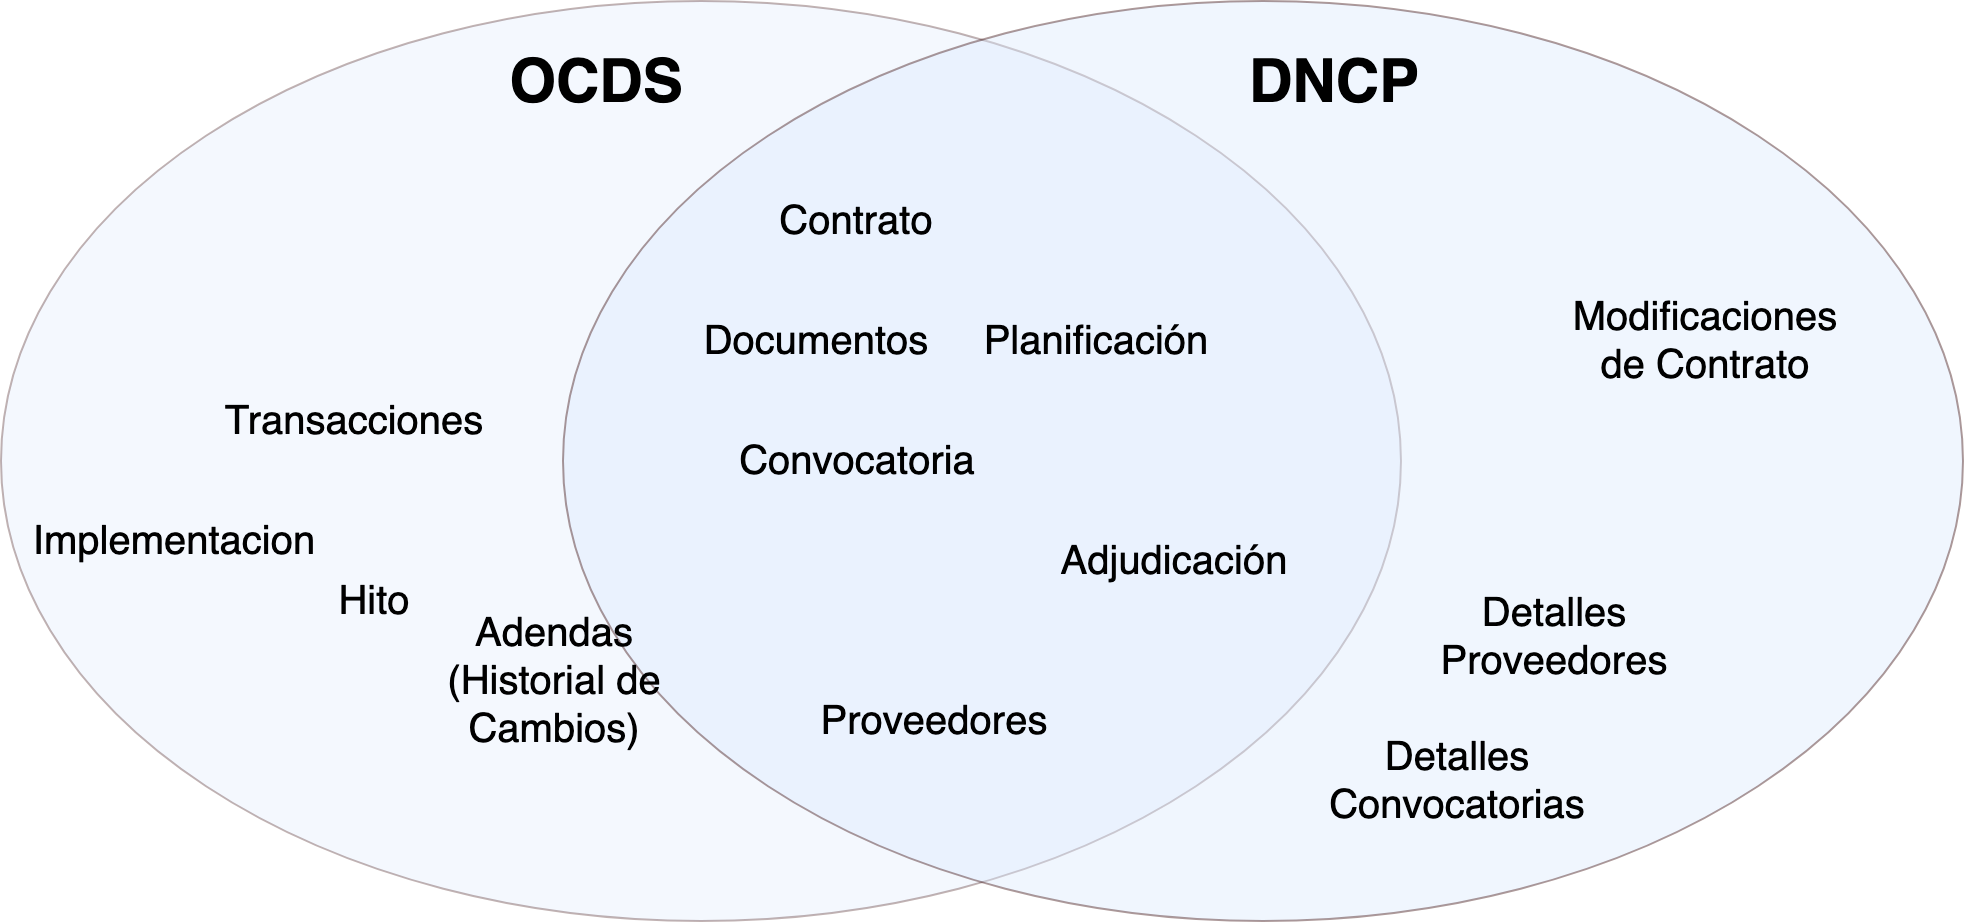 OCDS
DNCP
Contrato
Documentos
Planificación
Modificaciones
de Contrato
Transacciones
Convocatoria
Implementacion
Adjudicación
Hito
Adendas
(Historial de
Cambios)
Detalles
Proveedores
Proveedores
Detalles
Convocatorias